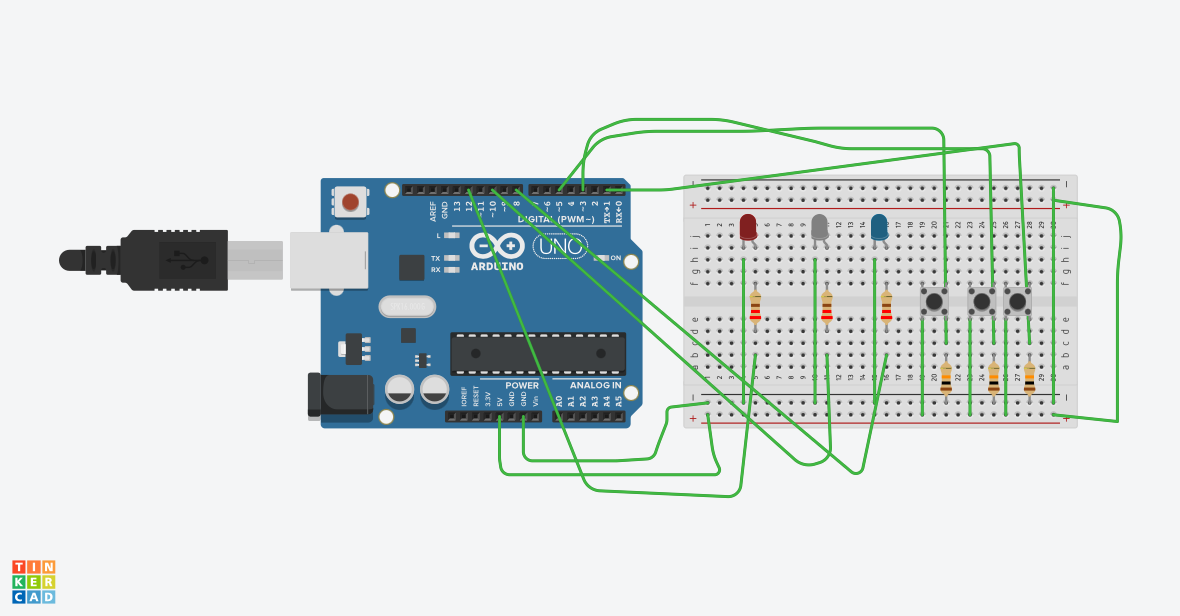 AREF
GND
13
12
~11
~10
~9
8
7
~6
~5
4
~3
2
TX→1
RX←0
DIGITAL (PWM~)
L
TX
RX
ARDUINO
UNO
ON
POWER
ANALOG IN
IOREF
RESET
3.3V
5V
GND
GND
Vin
A0
A1
A2
A3
A4
A5
j
i
h
g
f
e
d
c
b
a
TIN
KER
CAD